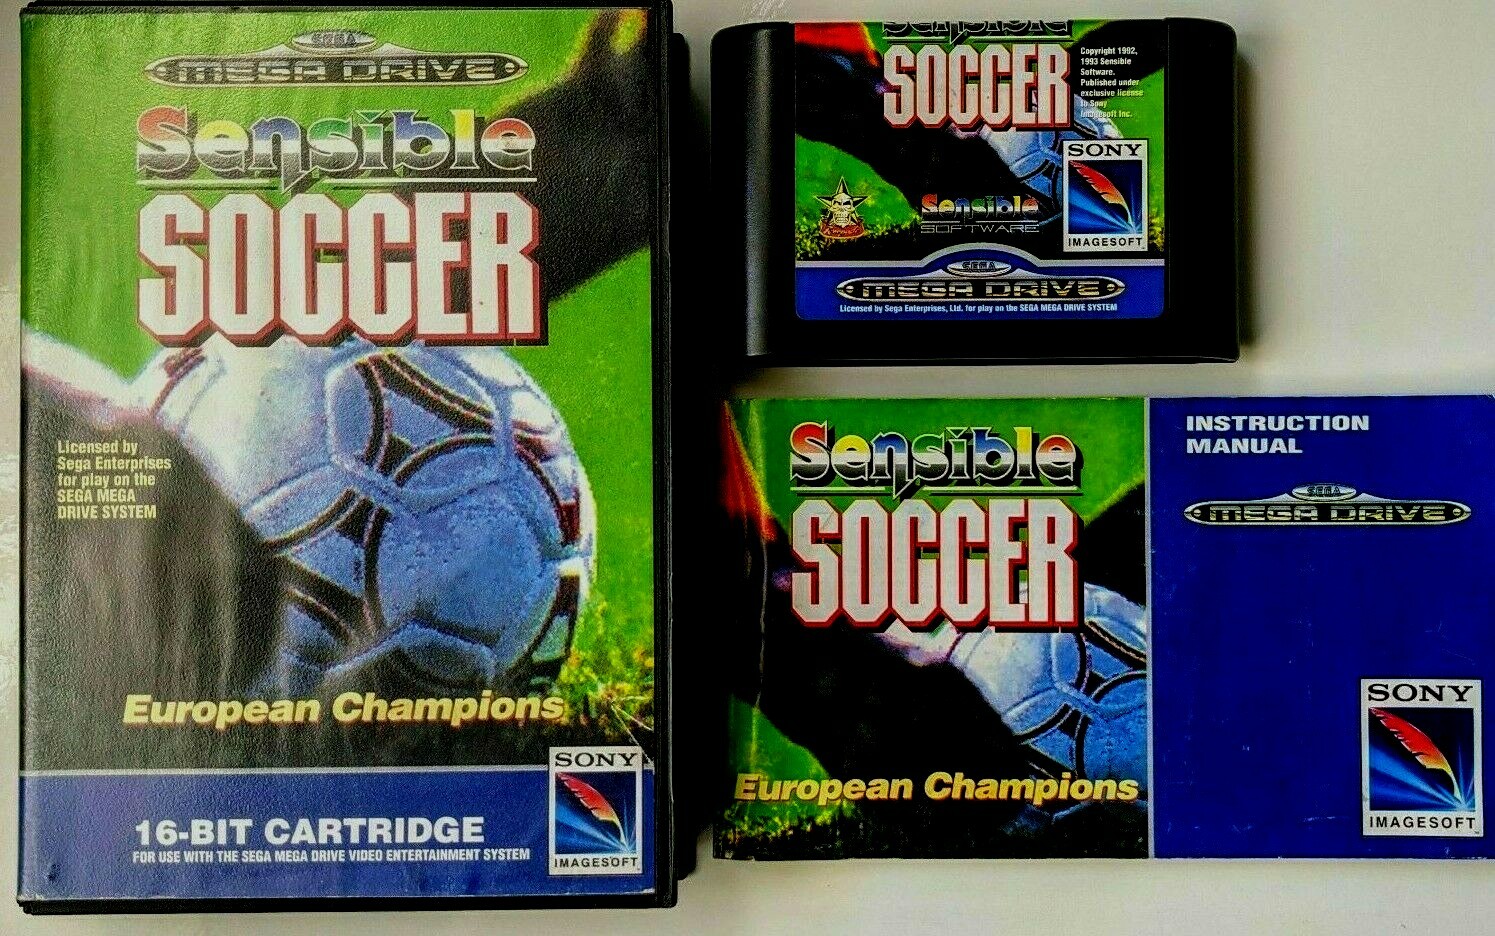 SEGA
MEGA DRIVE
Sensible
SOCCER
Licensed by
Sega Enterprises
for play on the
SEGA MEGA
DRIVE SYSTEM
European Champions
16-BIT CARTRIDGE
FOR USE WITH THE SEGA MEGA DRIVE VIDEO ENTERTAINMENT SYSTEM
SONY
IMAGESOFT
Sensible
SOCCER
Copyright 1992,
1993 Sensible
Software.
Published under
exclusive license
to Sony
Imagesoft Inc.
SONY
IMAGESOFT
Sensible
SOFTWARE
SEGA
MEGA DRIVE
Licensed by Sega Enterprises, Ltd. for play on the SEGA MEGA DRIVE SYSTEM
Sensible
SOCCER
European Champions
INSTRUCTION
MANUAL
SEGA
MEGA DRIVE
SONY
IMAGESOFT